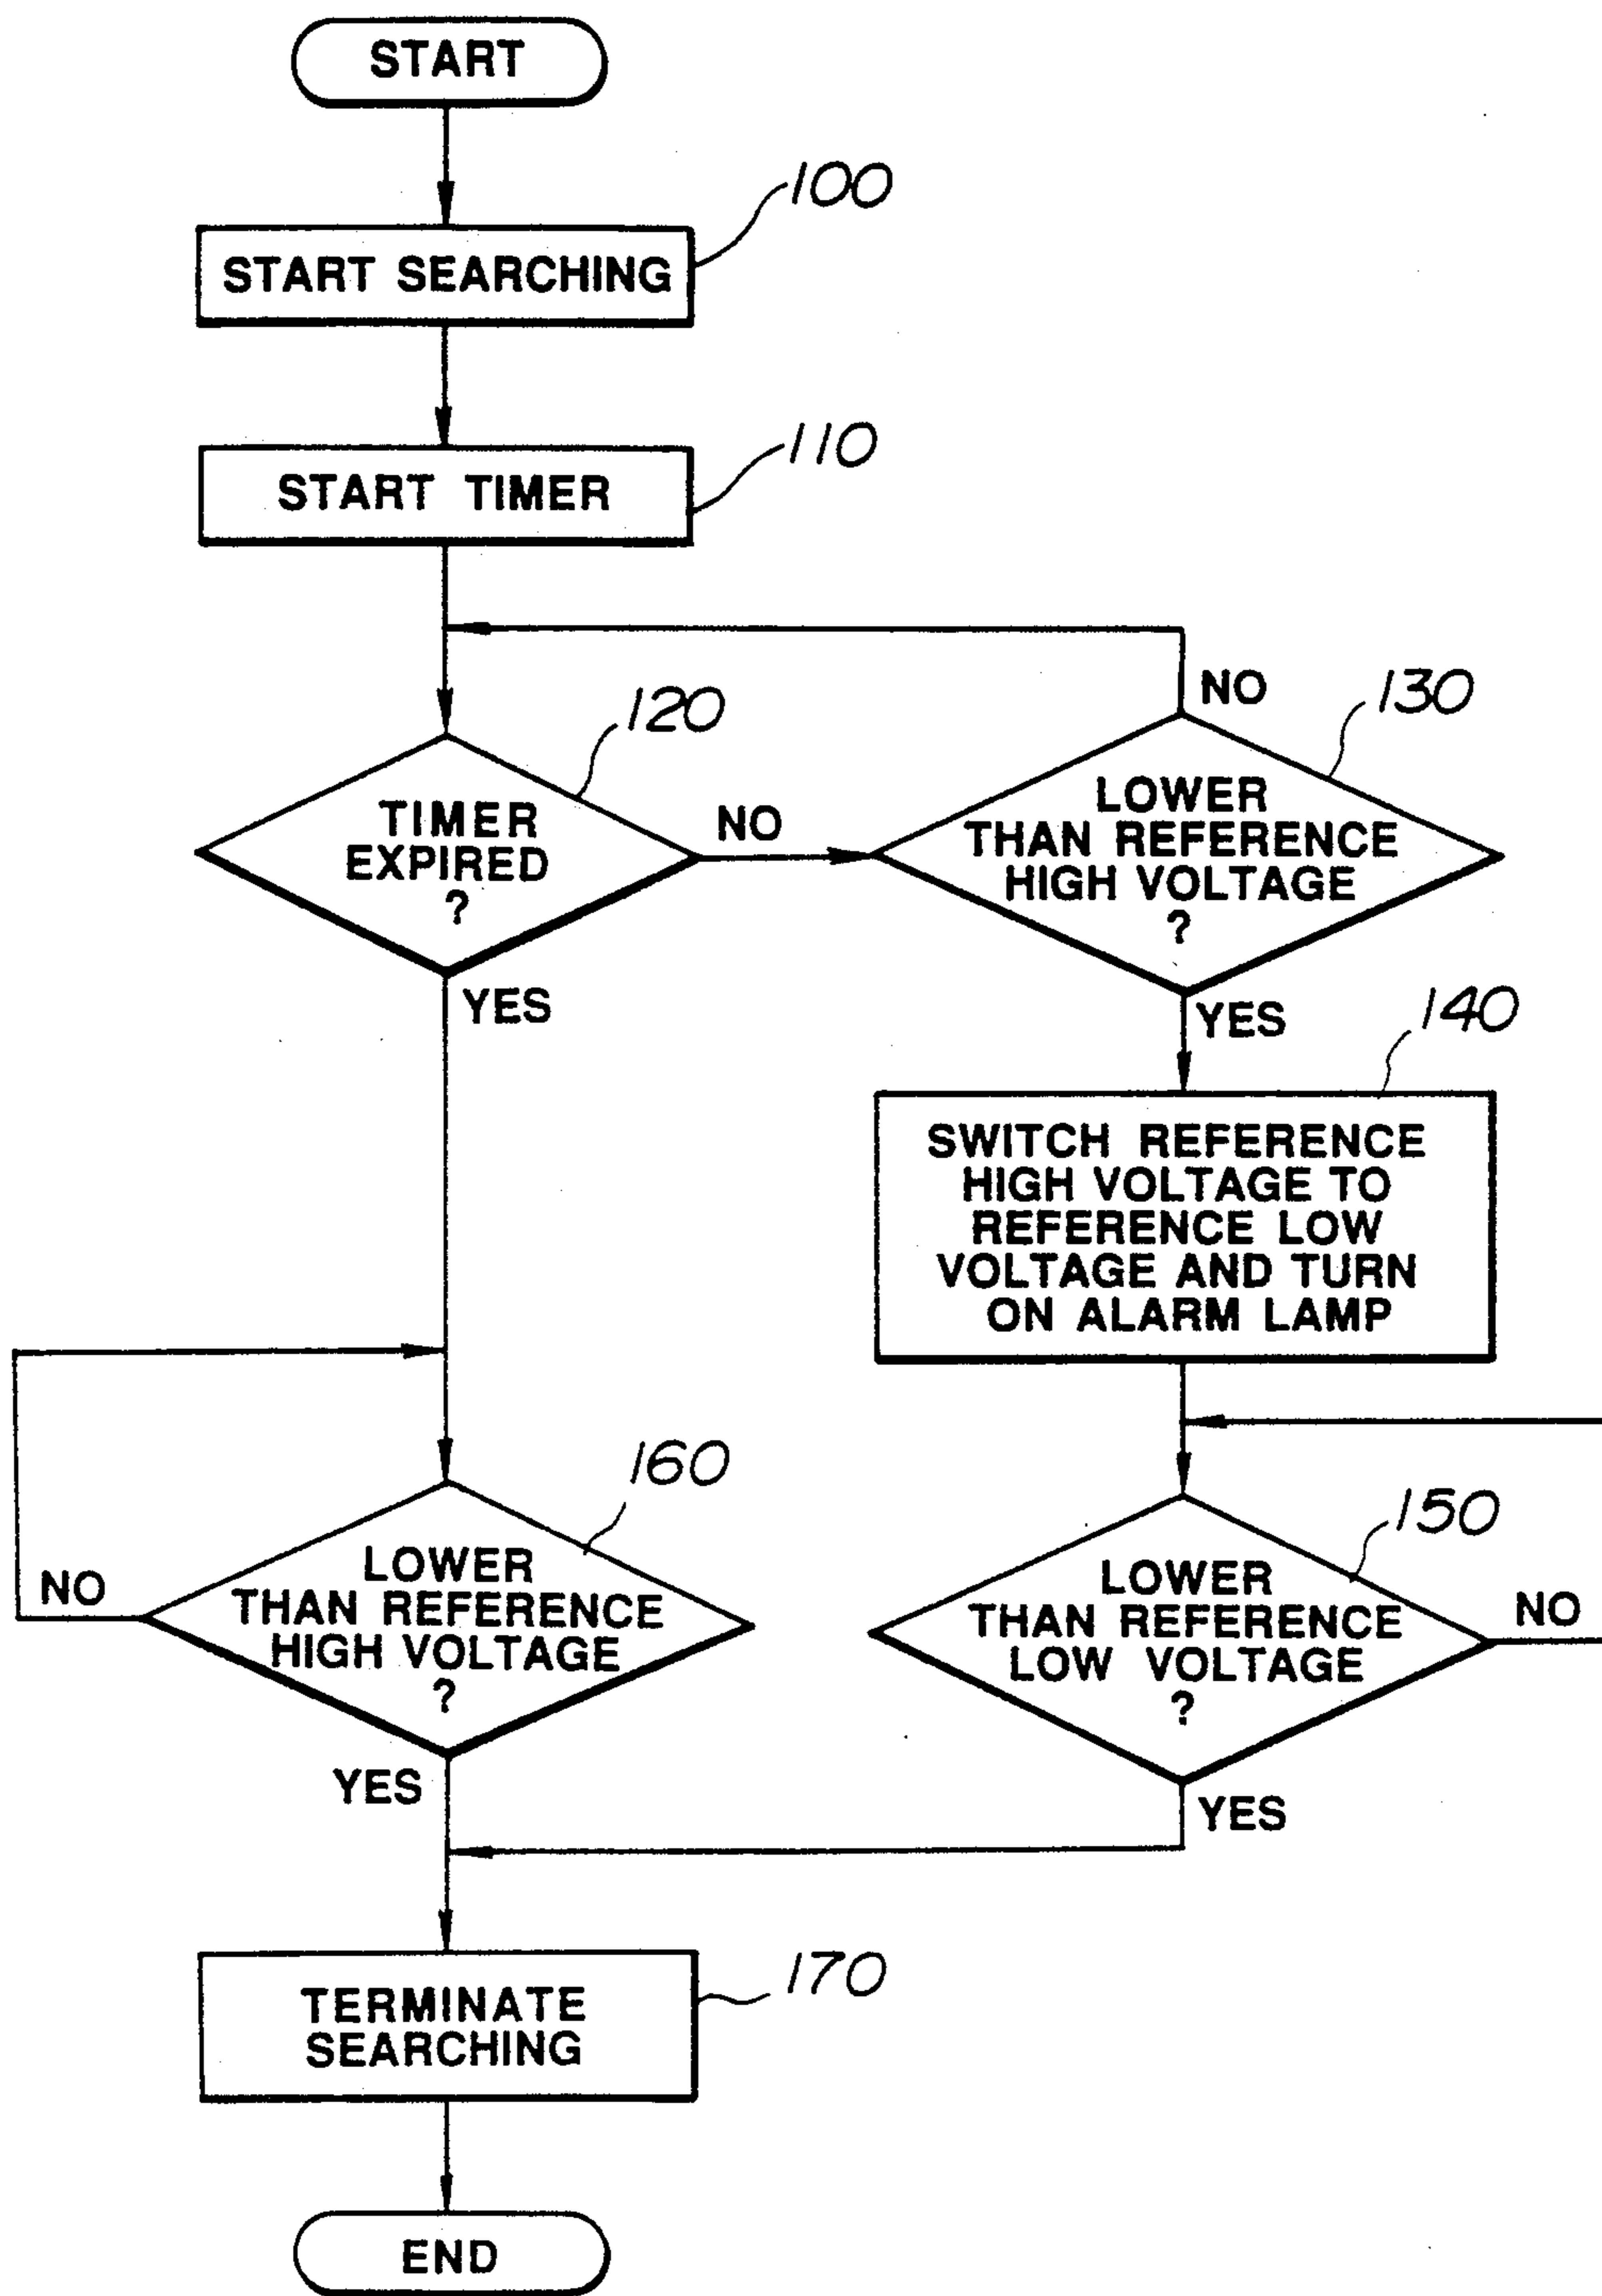 START
100
START SEARCHING
110
START TIMER
120
TIMER
EXPIRED
?
NO
YES
130
LOWER
THAN REFERENCE
HIGH VOLTAGE
?
NO
YES
140
SWITCH REFERENCE
HIGH VOLTAGE TO
REFERENCE LOW
VOLTAGE AND TURN
ON ALARM LAMP
150
LOWER
THAN REFERENCE
LOW VOLTAGE
?
NO
YES
160
LOWER
THAN REFERENCE
HIGH VOLTAGE
?
NO
YES
170
TERMINATE
SEARCHING
END